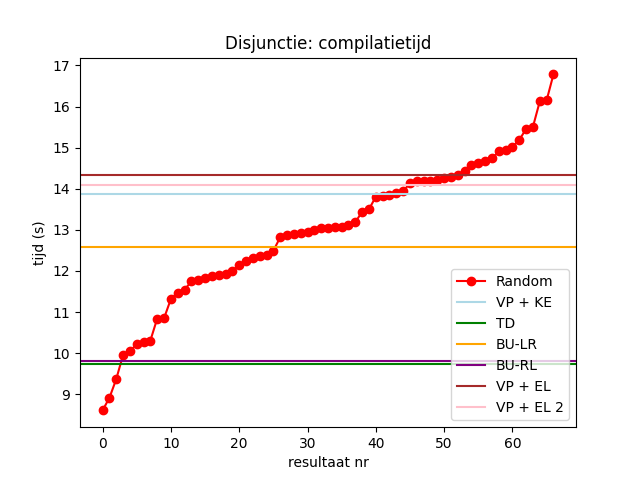 Disjunctie: compilatietijd
tijd (s)
17
16
15
14
13
12
11
10
9
0
10
20
30
40
50
60
resultaat nr
Random
VP + KE
TD
BU-LR
BU-RL
VP + EL
VP + EL 2